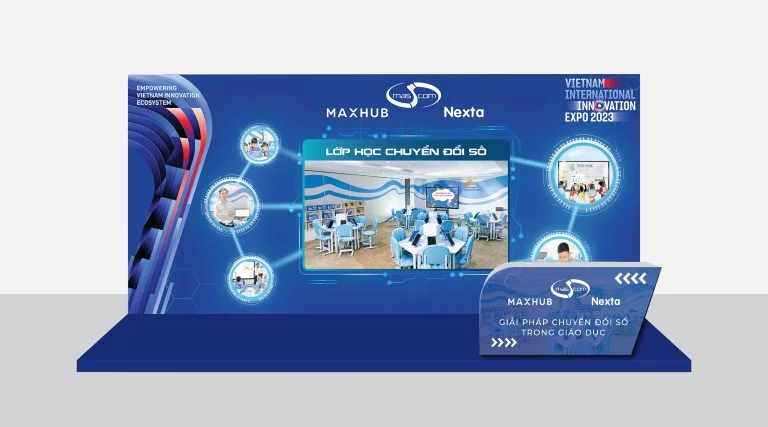 EMPOWERING
VIETNAM INNOVATION
ECOSYSTEM
mascom
MAXHUB Nexta
VIETNAM
INTERNATIONAL
INNOVATION
EXPO 2023
LỚP HỌC CHUYỂN ĐỔI SỐ
mascom
MAXHUB Nexta
GIẢI PHÁP CHUYỂN ĐỔI SỐ
TRONG GIÁO DỤC